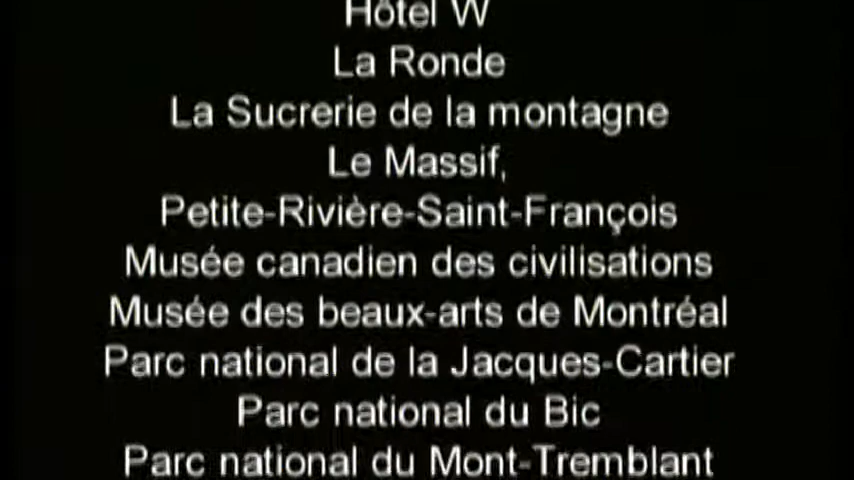 Hôtel W
La Ronde
La Sucrerie de la montagne
Le Massif,
Petite-Rivière-Saint-François
Musée canadien des civilisations
Musée des beaux-arts de Montréal
Parc national de la Jacques-Cartier
Parc national du Bic
Parc national du Mont-Tremblant